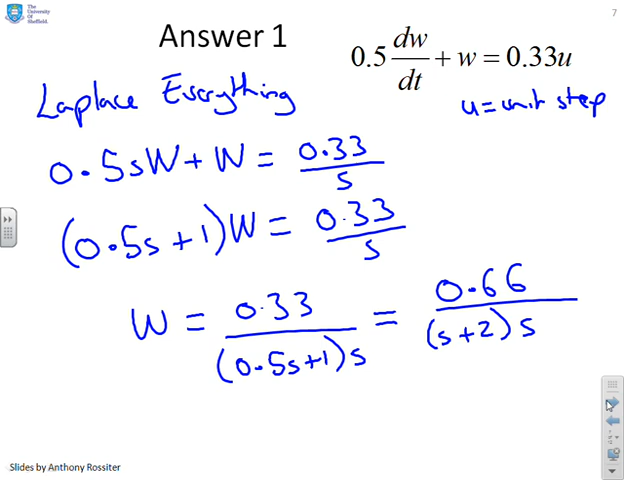 The University Of Sheffield.
7
Answer 1
0.5 dw/dt + w = 0.33u
Laplace Everything
u = unit step
0.5sW + W = 0.33/s
(0.5s + 1)W = 0.33/s
W = 0.33/((0.5s+1)s) = 0.66/((s+2)s)
Slides by Anthony Rossiter